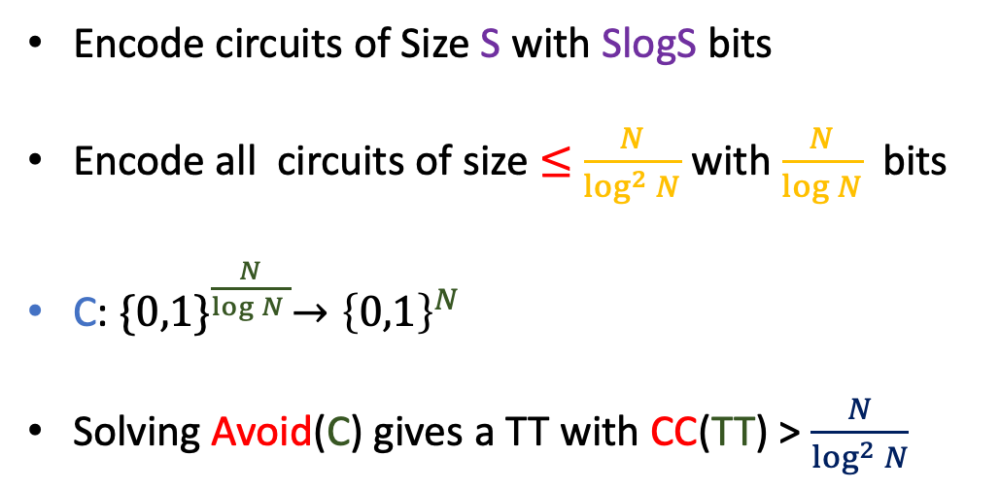 • Encode circuits of Size S with SlogS bits
• Encode all circuits of size ≤ $\frac{N}{\log^2 N}$ with $\frac{N}{\log N}$ bits
• C: $\{0,1\}^{\frac{N}{\log N}} \rightarrow \{0,1\}^N$
• Solving Avoid(C) gives a TT with CC(TT) > $\frac{N}{\log^2 N}$